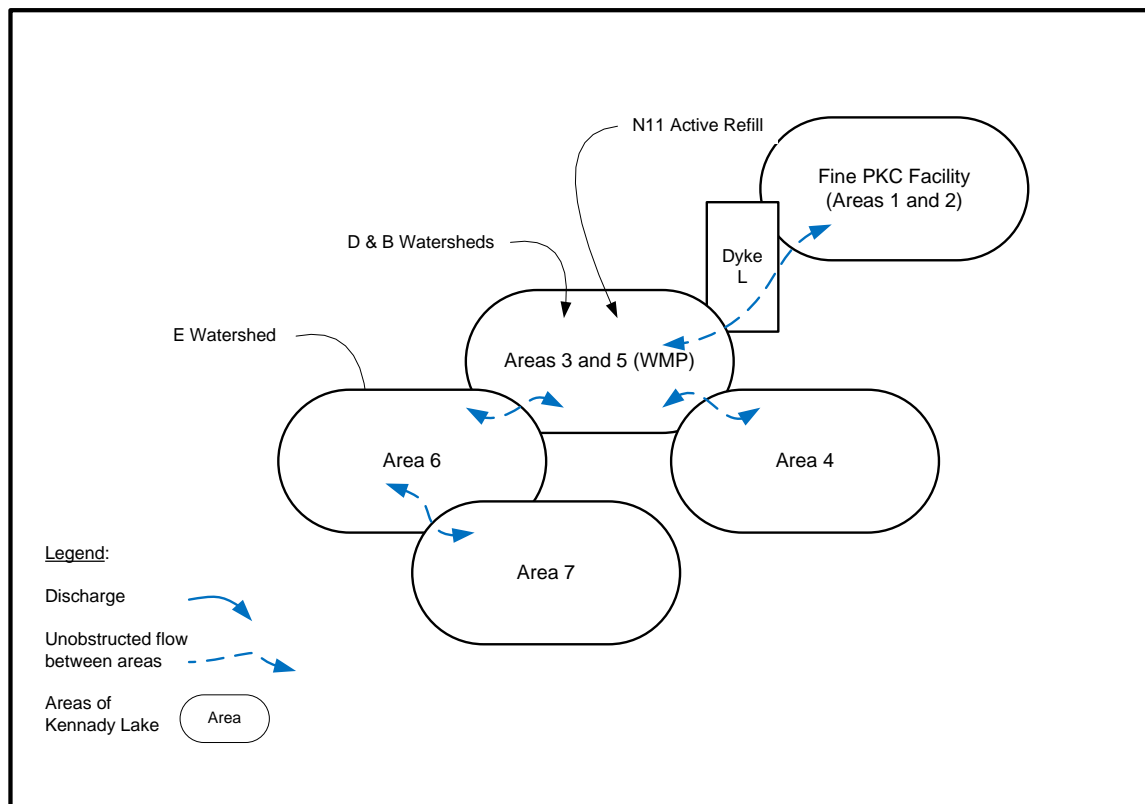 N11 Active Refill
Fine PKC Facility
(Areas 1 and 2)
D & B Watersheds
Dyke
L
E Watershed
Areas 3 and 5 (WMP)
Area 6
Area 4
Area 7
Legend:
Discharge
Unobstructed flow
between areas
Areas of
Kennady Lake
Area